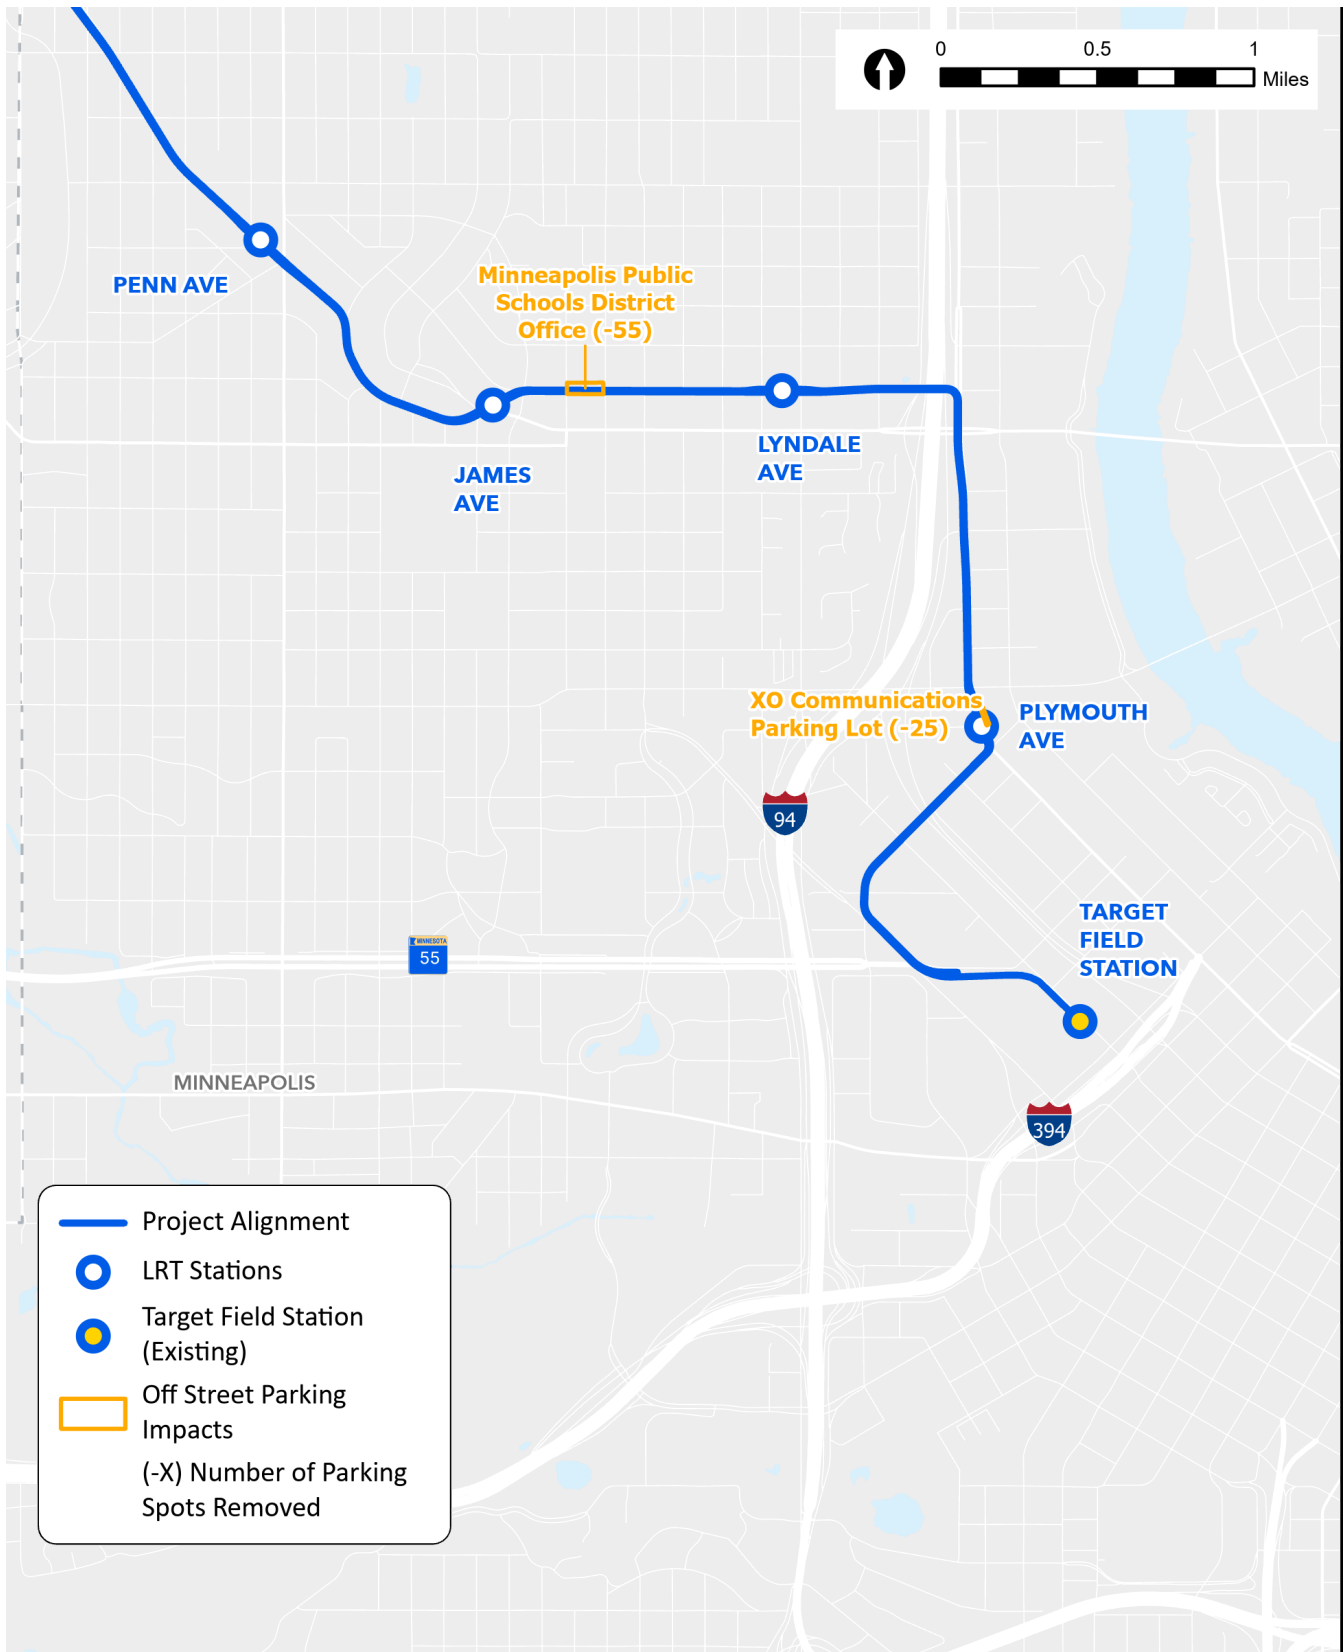 0 0.5 1
Miles
PENN AVE
Minneapolis Public
Schools District
Office (-55)
LYNDALE
AVE
JAMES
AVE
XO Communications
Parking Lot (-25)
PLYMOUTH
AVE
94
TARGET
FIELD
STATION
MINNESOTA
55
MINNEAPOLIS
394
Project Alignment
LRT Stations
Target Field Station
(Existing)
Off Street Parking
Impacts
(-X) Number of Parking
Spots Removed